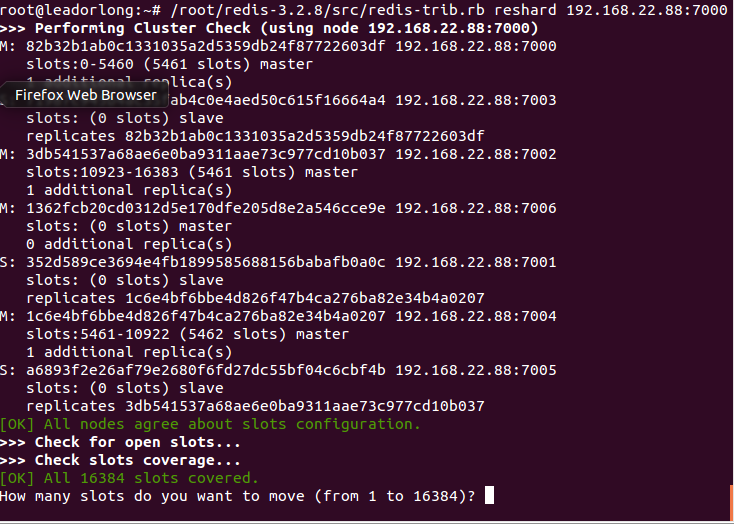 root@leadorlong:~# /root/redis-3.2.8/src/redis-trib.rb reshard 192.168.22.88:7000
>>> Performing Cluster Check (using node 192.168.22.88:7000)
M: 82b32b1ab0c1331035a2d5359db24f87722603df 192.168.22.88:7000
slots:0-5460 (5461 slots) master
1 additional replica(s)
Firefox Web Browser
ab4c0e4aed50c615f16664a4 192.168.22.88:7003
slots: (0 slots) slave
replicates 82b32b1ab0c1331035a2d5359db24f87722603df
M: 3db541537a68ae6e0ba9311aae73c977cd10b037 192.168.22.88:7002
slots:10923-16383 (5461 slots) master
1 additional replica(s)
M: 1362fcb20cd0312d5e170dfe205d8e2a546cce9e 192.168.22.88:7006
slots: (0 slots) master
0 additional replica(s)
S: 352d589ce3694e4fb1899585688156babafb0a0c 192.168.22.88:7001
slots: (0 slots) slave
replicates 1c6e4bf6bbe4d826f47b4ca276ba82e34b4a0207
M: 1c6e4bf6bbe4d826f47b4ca276ba82e34b4a0207 192.168.22.88:7004
slots:5461-10922 (5462 slots) master
1 additional replica(s)
S: a6893f2e26af79e2680f6fd27dc55bf04c6cbf4b 192.168.22.88:7005
slots: (0 slots) slave
replicates 3db541537a68ae6e0ba9311aae73c977cd10b037
[OK] All nodes agree about slots configuration.
>>> Check for open slots...
>>> Check slots coverage...
[OK] All 16384 slots covered.
How many slots do you want to move (from 1 to 16384)?